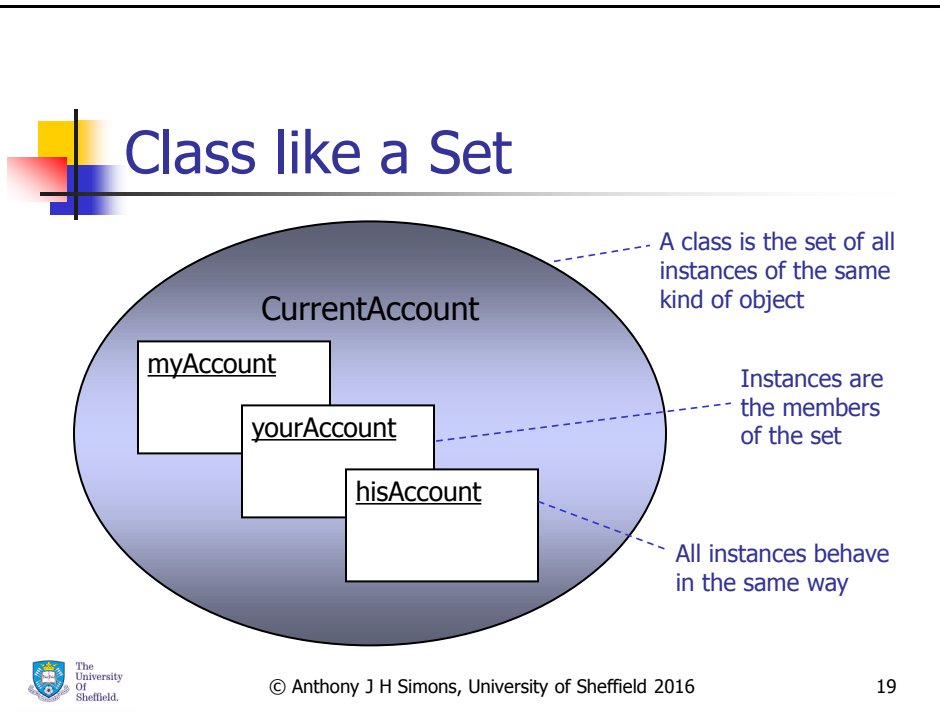 Class like a Set
A class is the set of all
instances of the same
kind of object
CurrentAccount
myAccount
Instances are
the members
of the set
yourAccount
hisAccount
All instances behave
in the same way
The
University
Of
Sheffield.
© Anthony J H Simons, University of Sheffield 2016
19